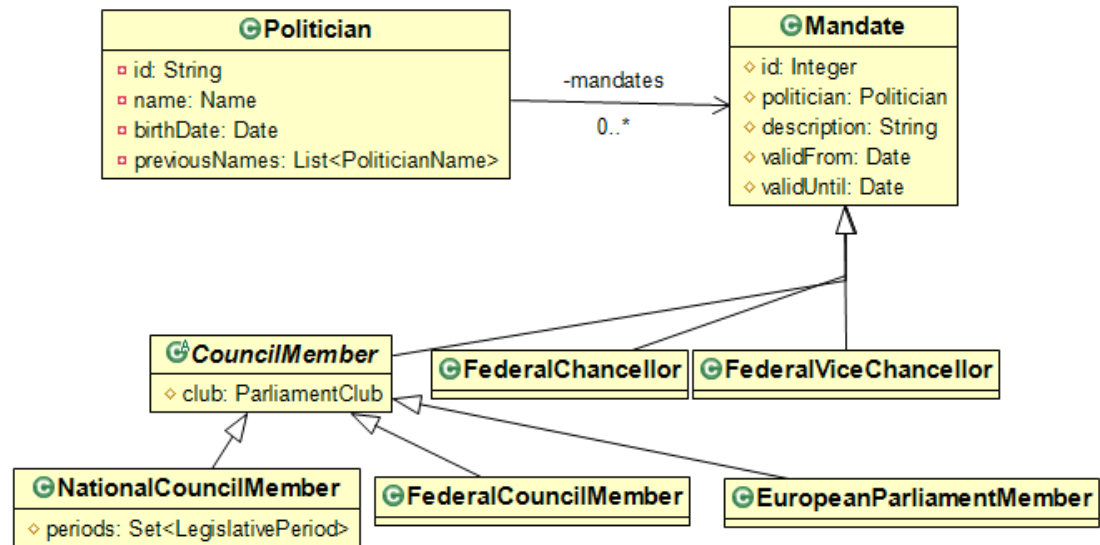 Politician
id: String
name: Name
birthDate: Date
previousNames: List<PoliticianName>
-mandates
0..*
Mandate
id: Integer
politician: Politician
description: String
validFrom: Date
validUntil: Date
CouncilMember
club: ParliamentClub
FederalChancellor
FederalViceChancellor
NationalCouncilMember
periods: Set<LegislativePeriod>
FederalCouncilMember
EuropeanParliamentMember